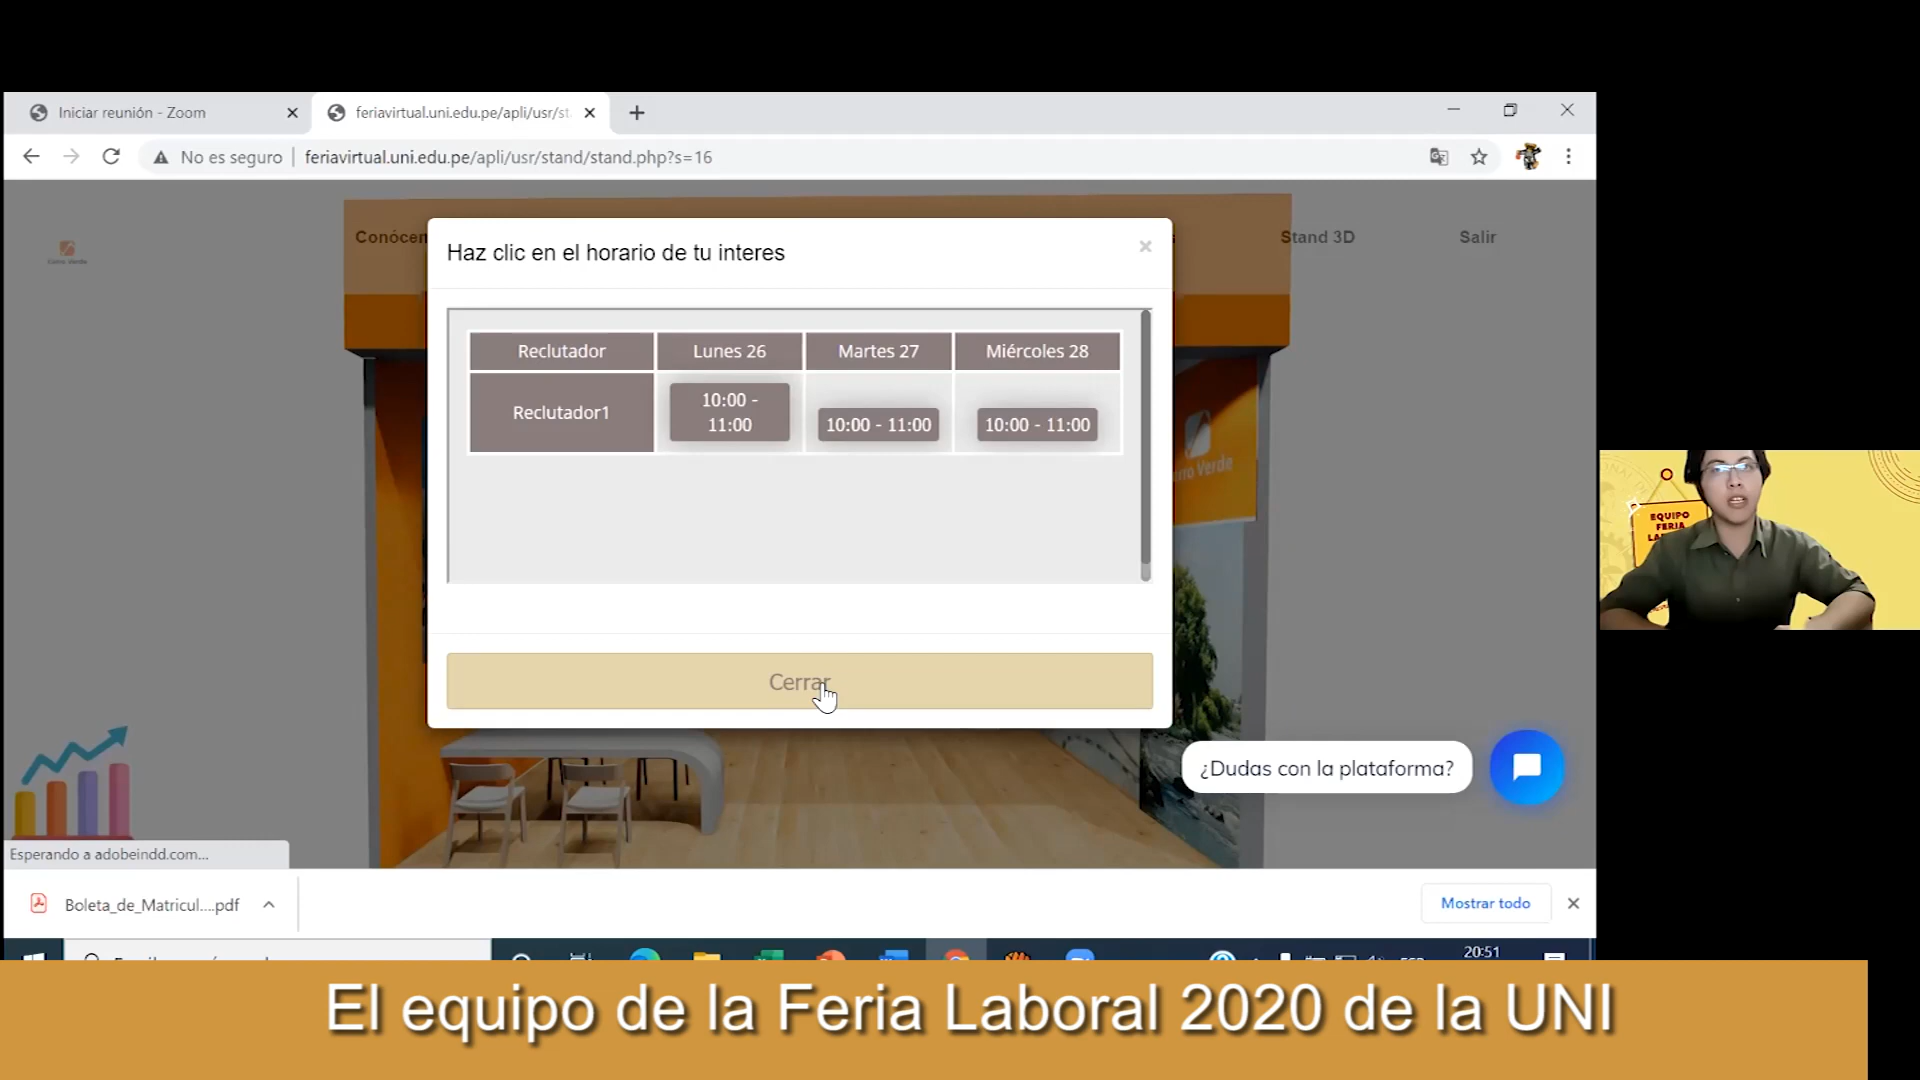 Iniciar reunión - Zoom
feriavirtual.uni.edu.pe/apli/usr/st
No es seguro
feriavirtual.uni.edu.pe/apli/usr/stand/stand.php?s=16
Conócen
Stand 3D
Salir
Haz clic en el horario de tu interes
Reclutador
Lunes 26
Martes 27
Miércoles 28
Reclutador1
10:00 -
11:00
10:00 - 11:00
10:00 - 11:00
Cerrar
EQUIPO
FERIA
¿Dudas con la plataforma?
Esperando a adobeindd.com...
Boleta_de_Matricul....pdf
Mostrar todo
20:51
El equipo de la Feria Laboral 2020 de la UNI